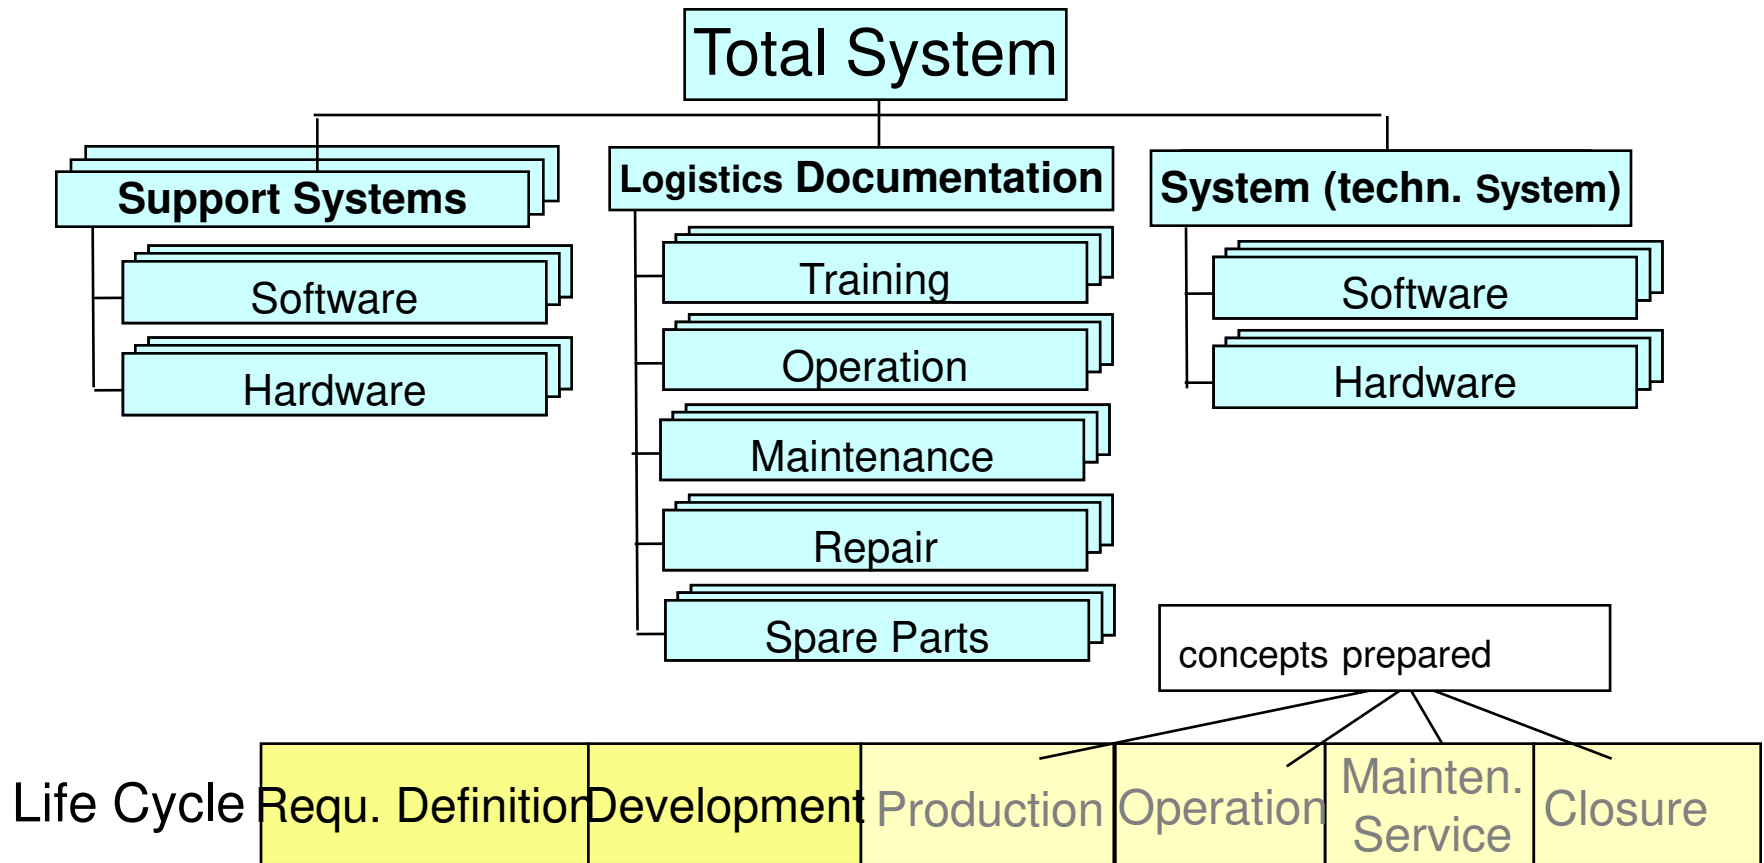 Total System
Support Systems
Software
Hardware
Logistics Documentation
Training
Operation
Maintenance
Repair
Spare Parts
System (techn. System)
Software
Hardware
concepts prepared
Life Cycle
Requ. Definition
Development
Production
Operation
Mainten.
Service
Closure